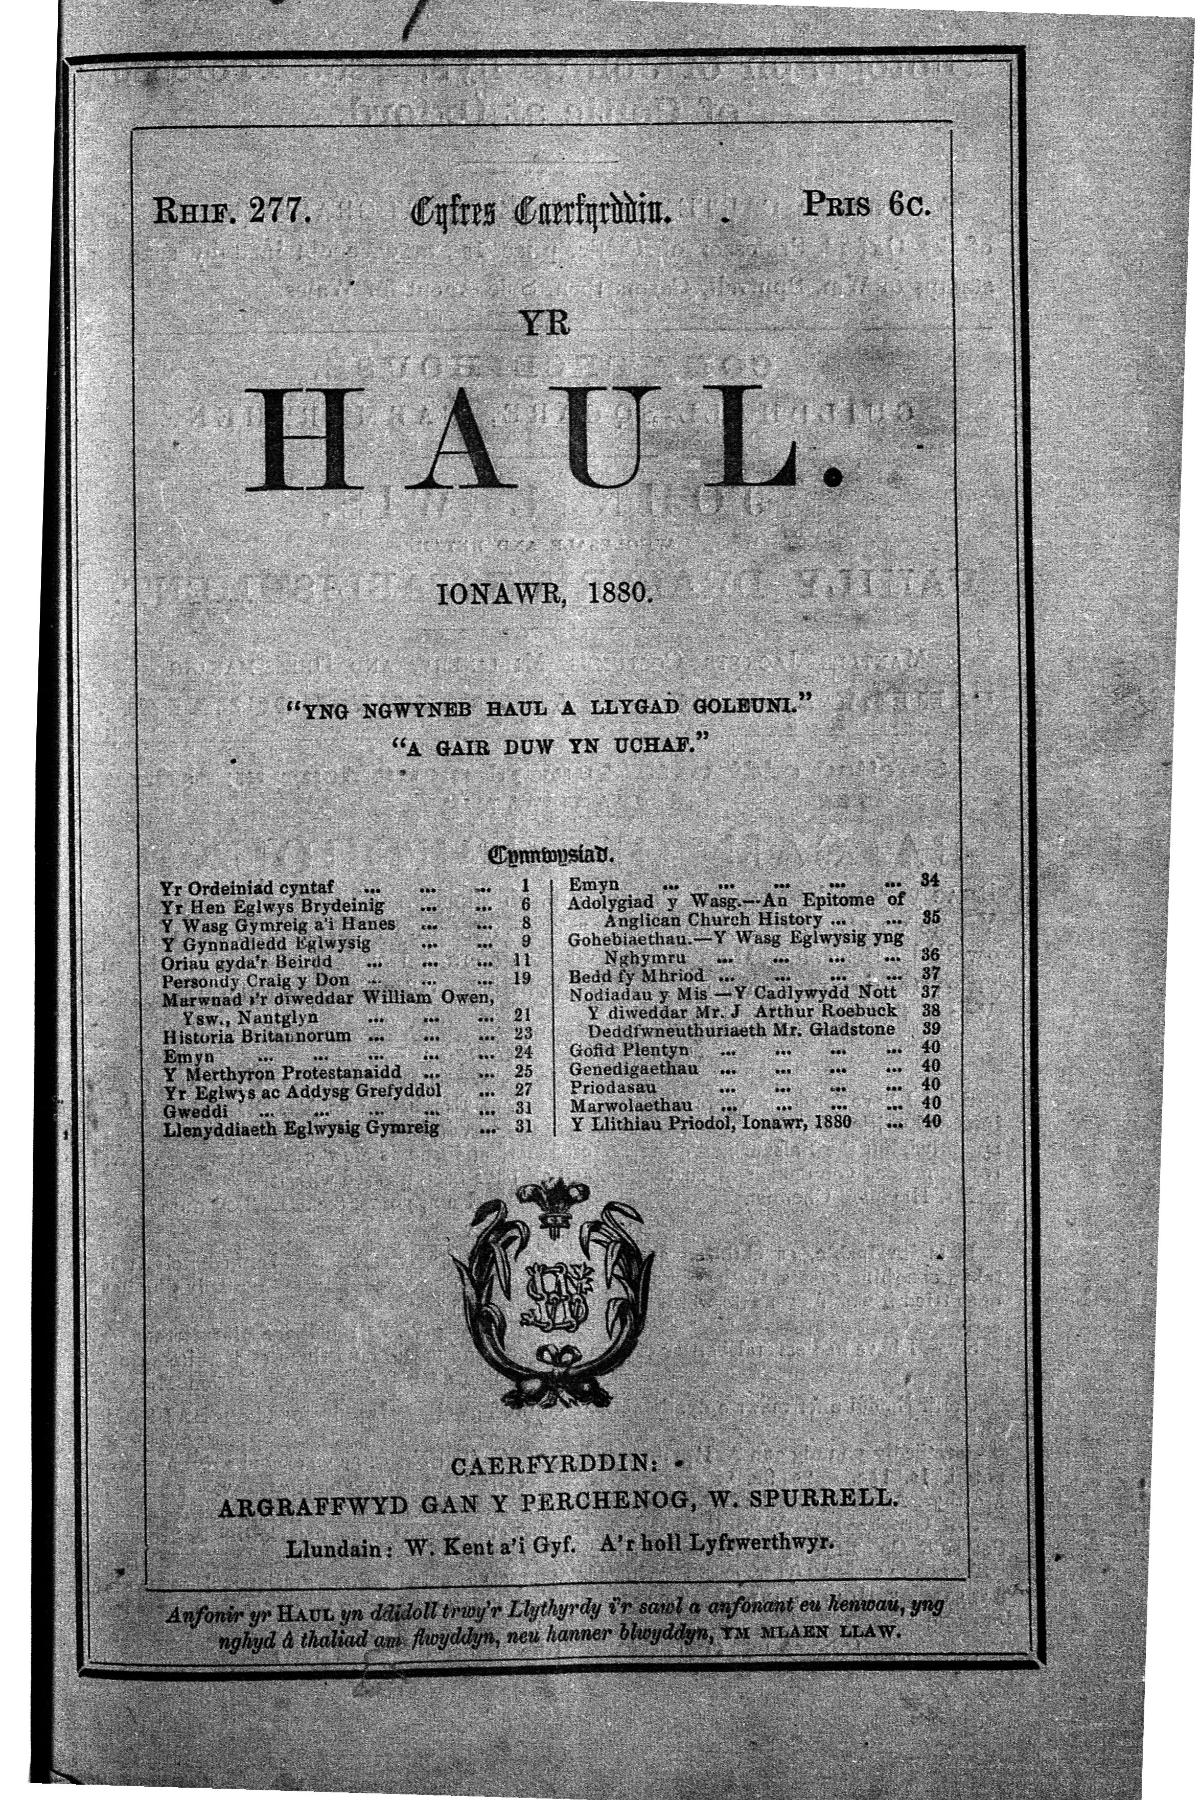 RHIF. 277. Cyfres Caerfyrddin. PRIS 6c.
YR
HAUL.
IONAWR, 1880.
"YNG NGWYNEB HAUL A LLYGAD GOLEUNI."
"A GAIR DUW YN UCHAF."
Cynnwysiad.
Yr Ordeiniad cyntaf ... ... ... 1
Yr Hen Eglwys Brydeinig ... ... 6
Y Wasg Gymreig a'i Hanes ... ... 8
Y Gynnadledd Eglwysig ... ... 9
Oriau gyda'r Beirdd ... ... ... 11
Persondy Craig y Don ... ... ... 19
Marwnad i'r diweddar William Owen,
Ysw., Nantglyn ... ... ... 21
Historia Britannorum ... ... ... 23
Emyn ... ... ... ... ... 24
Y Merthyron Protestanaidd ... ... 25
Yr Eglwys ac Addysg Grefyddol ... 27
Gweddi ... ... ... ... ... 31
Llenyddiaeth Eglwysig Gymreig ... 31
Emyn ... ... ... ... ... 34
Adolygiad y Wasg.—An Epitome of
Anglican Church History ... ... 35
Gohebiaethau.—Y Wasg Eglwysig yng
Nghymru ... ... ... ... 36
Bedd fy Mhriod ... ... ... ... 37
Nodiadau y Mis—Y Cadlywydd Nott 37
Y diweddar Mr. J Arthur Roebuck 38
Deddfwneuthuriaeth Mr. Gladstone 39
Gofid Plentyn ... ... ... ... 40
Genedigaethau ... ... ... ... 40
Priodasau ... ... ... ... 40
Marwolaethau ... ... ... ... 40
Y Llithiau Priodol, Ionawr, 1880 ... 40
CAERFYRDDIN:
ARGRAFFWYD GAN Y PERCHENOG, W. SPURRELL.
Llundain: W. Kent a'i Gyf. A'r holl Lyfrwerthwyr.
Anfonir yr HAUL yn ddidoll trwy'r Llythyrdy i'r sawl a anfonant eu henwau, yng
nghyd â thaliad am flwyddyn, neu hanner blwyddyn, YM MLAEN LLAW.